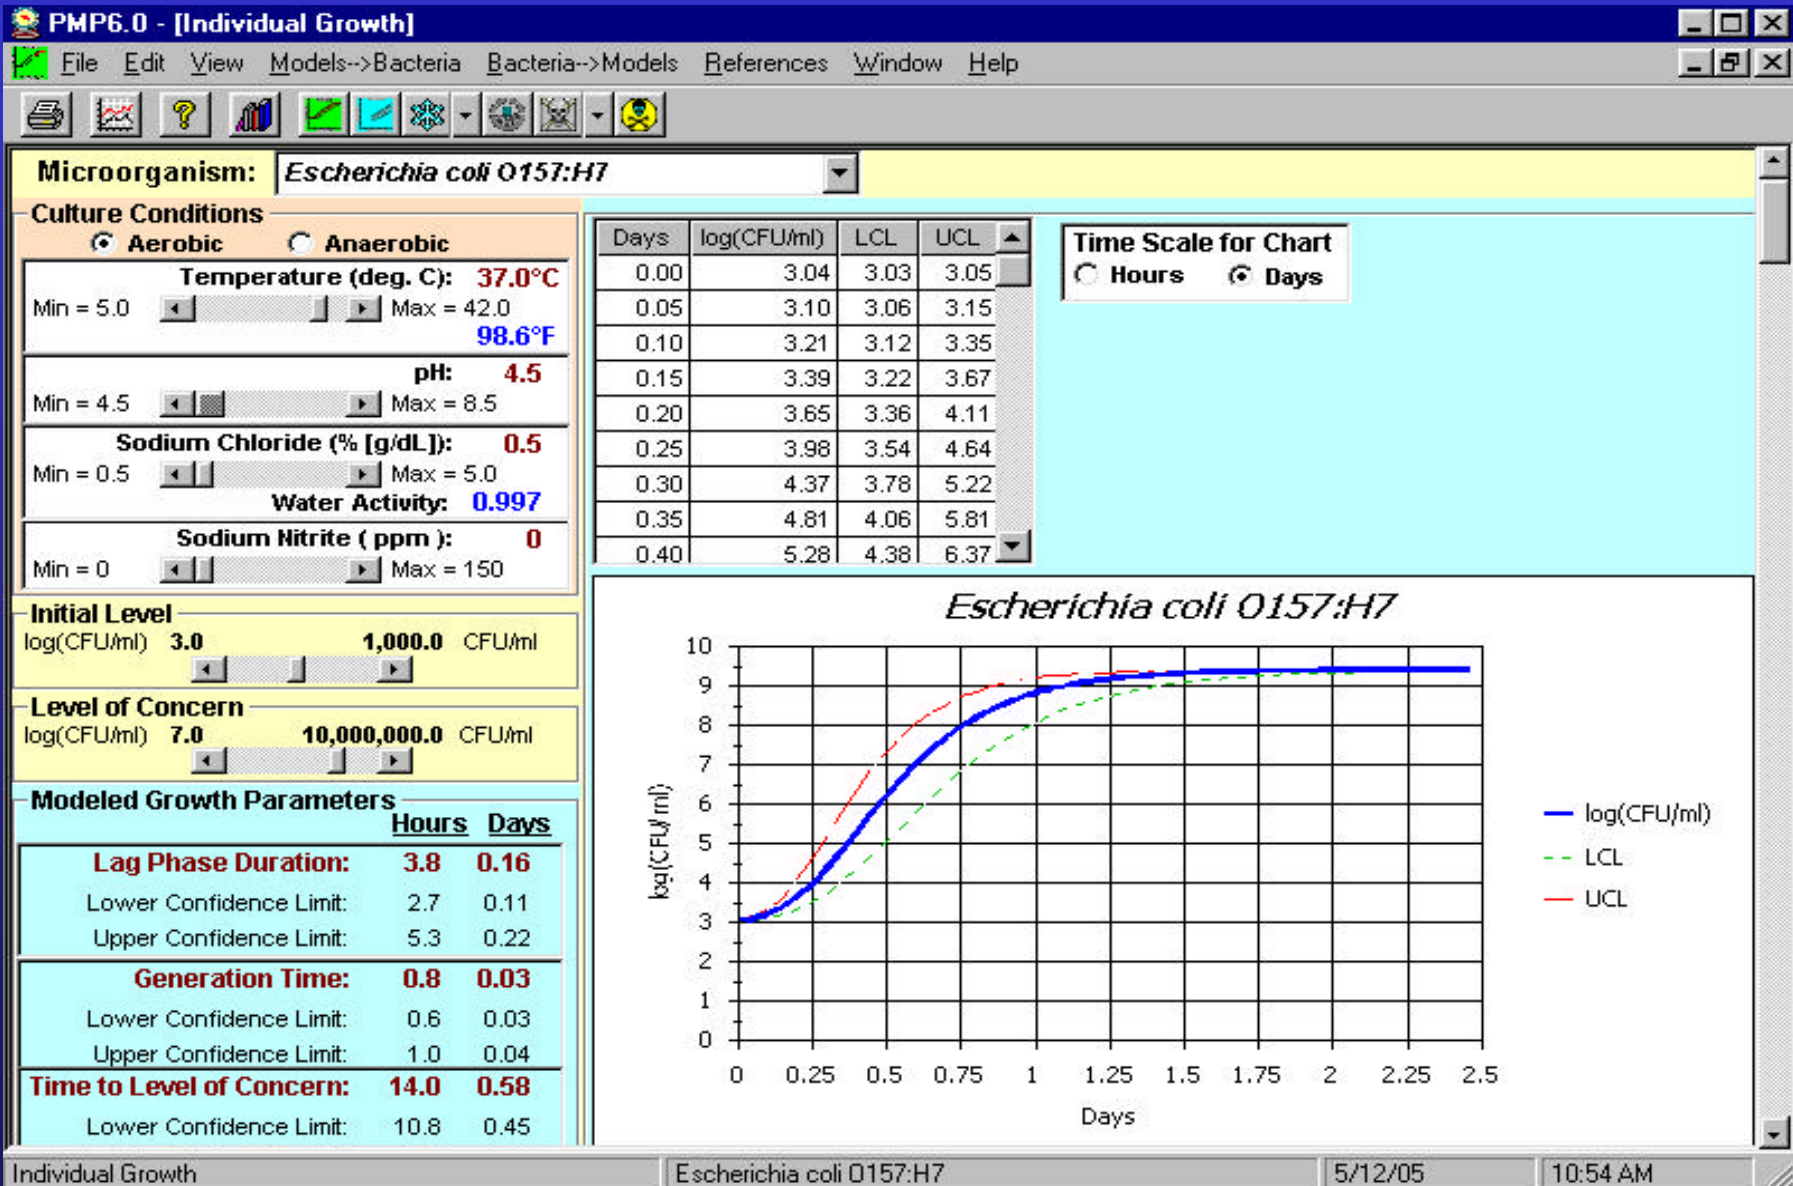 PMP6.0 - [Individual Growth]
File Edit View Models-->Bacteria Bacteria-->Models References Window Help
Microorganism: Escherichia coli O157:H7
Culture Conditions
Aerobic Anaerobic
Temperature (deg. C): 37.0°C
Min = 5.0 Max = 42.0
98.6°F
pH: 4.5
Min = 4.5 Max = 8.5
Sodium Chloride (% [g/dL]): 0.5
Min = 0.5 Max = 5.0
Water Activity: 0.997
Sodium Nitrite ( ppm ): 0
Min = 0 Max = 150
Initial Level
log(CFU/ml) 3.0 1,000.0 CFU/ml
Level of Concern
log(CFU/ml) 7.0 10,000,000.0 CFU/ml
Modeled Growth Parameters
Hours Days
Lag Phase Duration: 3.8 0.16
Lower Confidence Limit: 2.7 0.11
Upper Confidence Limit: 5.3 0.22
Generation Time: 0.8 0.03
Lower Confidence Limit: 0.6 0.03
Upper Confidence Limit: 1.0 0.04
Time to Level of Concern: 14.0 0.58
Lower Confidence Limit: 10.8 0.45
Days log(CFU/ml) LCL UCL
0.00 3.04 3.03 3.05
0.05 3.10 3.06 3.15
0.10 3.21 3.12 3.35
0.15 3.39 3.22 3.67
0.20 3.65 3.36 4.11
0.25 3.98 3.54 4.64
0.30 4.37 3.78 5.22
0.35 4.81 4.06 5.81
0.40 5.28 4.38 6.37
Time Scale for Chart
Hours Days
Escherichia coli O157:H7
10
9
8
7
6
5
4
3
2
1
0
log(CFU/ml)
0 0.25 0.5 0.75 1 1.25 1.5 1.75 2 2.25 2.5
Days
log(CFU/ml)
LCL
UCL
Individual Growth Escherichia coli O157:H7 5/12/05 10:54 AM